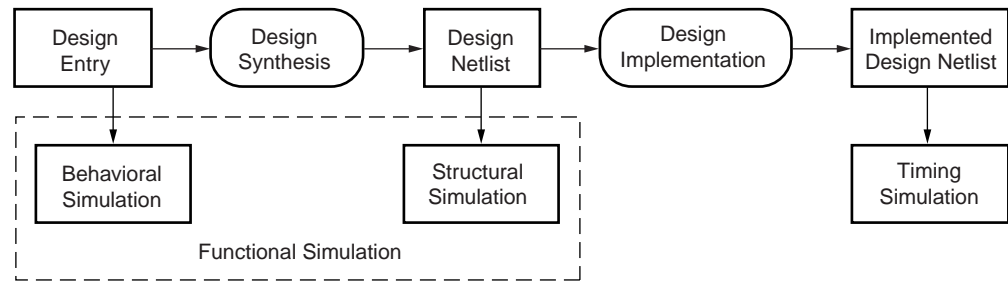 Design
Entry
Design
Synthesis
Design
Netlist
Design
Implementation
Implemented
Design Netlist
Behavioral
Simulation
Structural
Simulation
Timing
Simulation
Functional Simulation